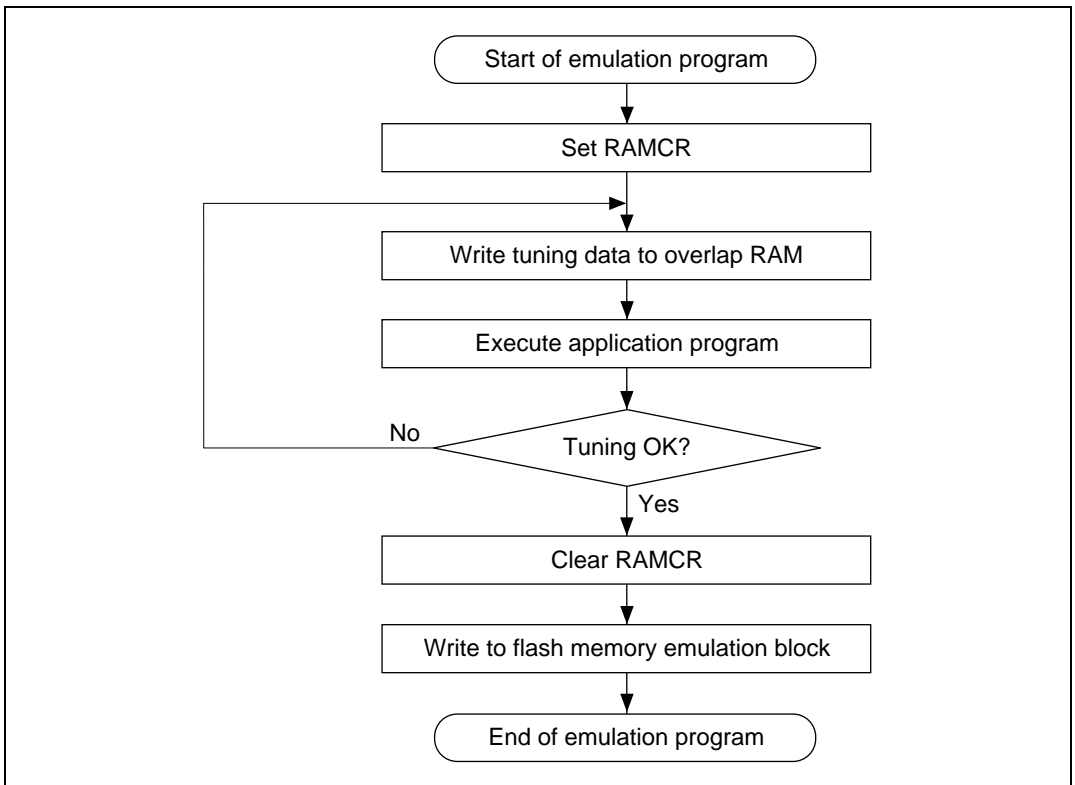 Start of emulation program
Set RAMCR
Write tuning data to overlap RAM
Execute application program
No
Tuning OK?
Yes
Clear RAMCR
Write to flash memory emulation block
End of emulation program